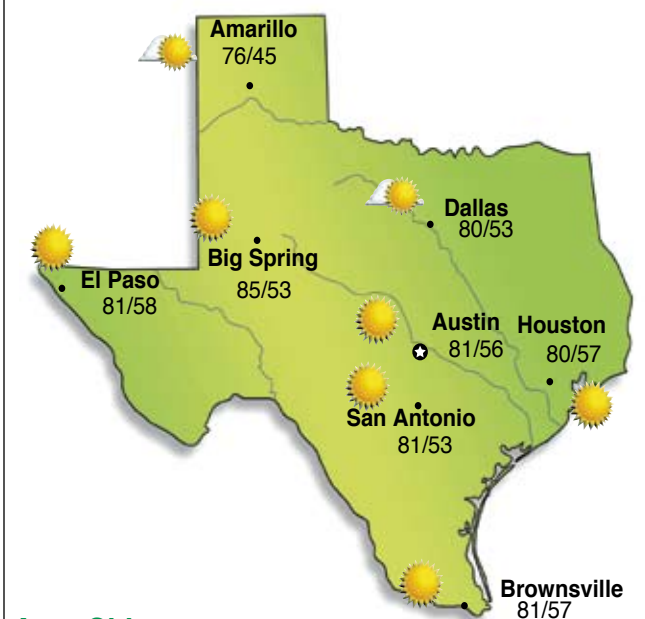 Amarillo
76/45
Dallas
80/53
Big Spring
85/53
El Paso
81/58
Austin
81/56
Houston
80/57
San Antonio
81/53
Brownsville
81/57